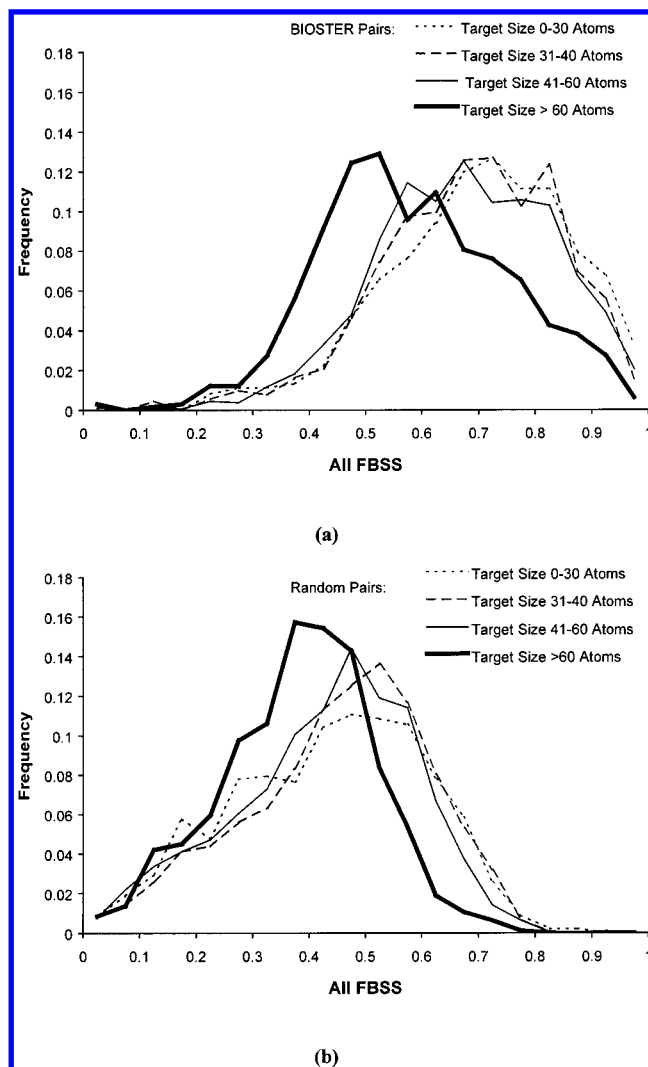 BIOSTER Pairs:
Target Size 0-30 Atoms
Target Size 31-40 Atoms
Target Size 41-60 Atoms
Target Size > 60 Atoms
0.18
0.16
0.14
0.12
0.1
0.08
0.06
0.04
0.02
0
Frequency
0 0.1 0.2 0.3 0.4 0.5 0.6 0.7 0.8 0.9 1
All FBSS
(a)
Random Pairs:
Target Size 0-30 Atoms
Target Size 31-40 Atoms
Target Size 41-60 Atoms
Target Size >60 Atoms
0.18
0.16
0.14
0.12
0.1
0.08
0.06
0.04
0.02
0
Frequency
0 0.1 0.2 0.3 0.4 0.5 0.6 0.7 0.8 0.9 1
All FBSS
(b)